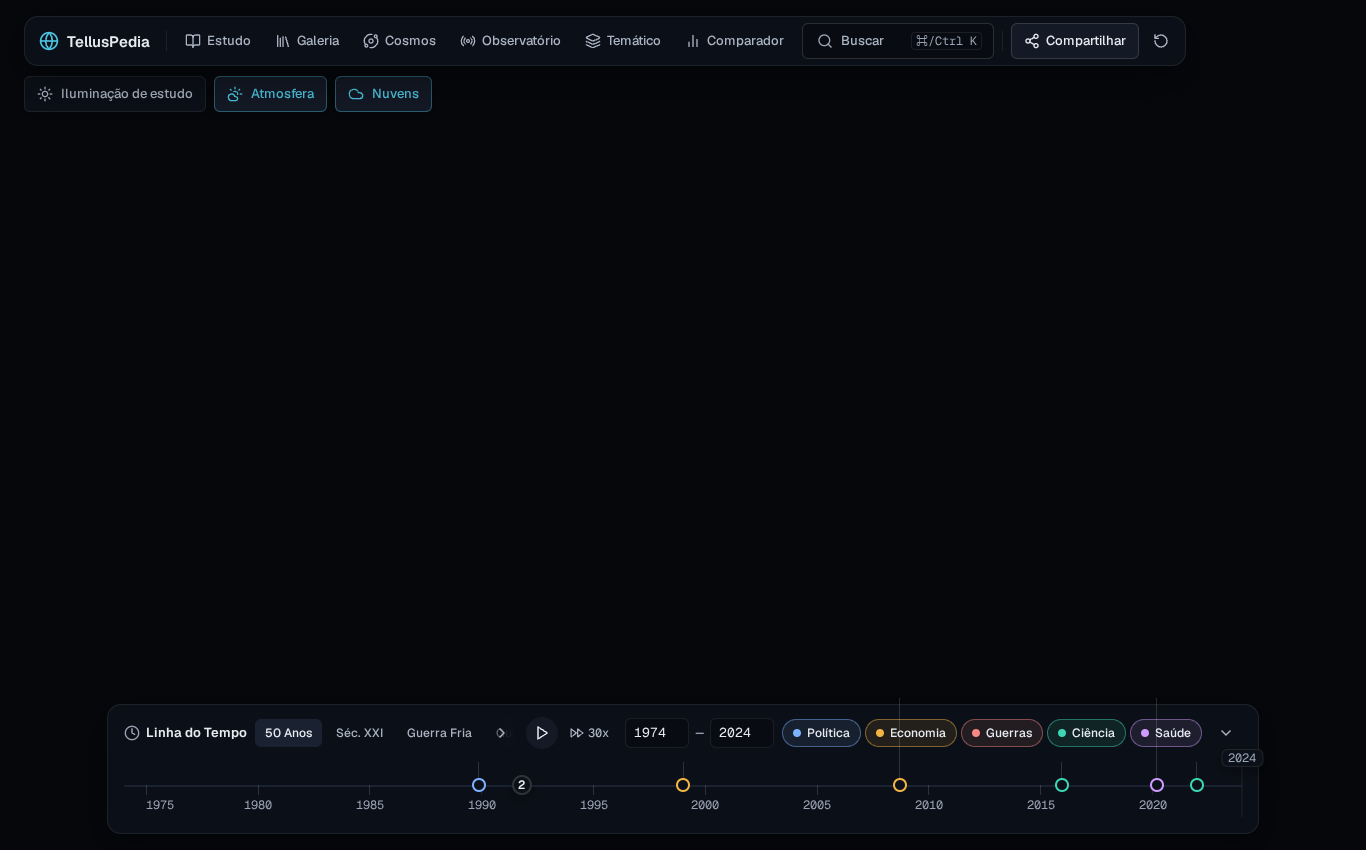 TellusPedia Estudo Galeria Cosmos Observatório Temático Comparador Buscar ⌘/Ctrl K Compartilhar
Iluminação de estudo Atmosfera Nuvens
Linha do Tempo 50 Anos Séc. XXI Guerra Fria 30x 1974 — 2024 Política Economia Guerras Ciência Saúde
2024
2
1975 1980 1985 1990 1995 2000 2005 2010 2015 2020